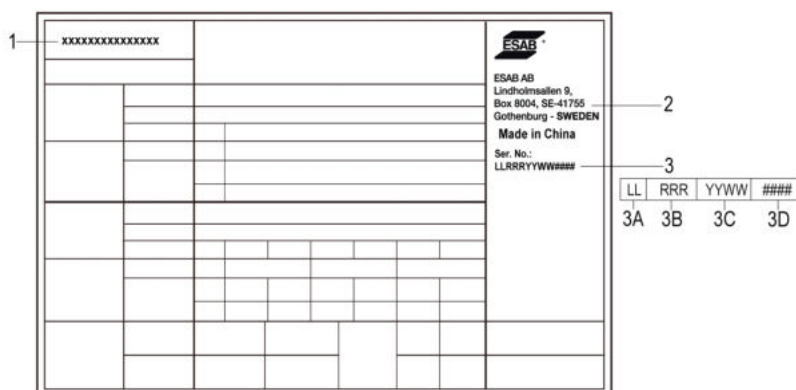 1
XXXXXXXXXXXXXXX
ESAB
ESAB AB
Lindholmsallen 9,
Box 8004, SE-41755
2
Gothenburg - SWEDEN
Made in China
Ser. No.:
LLRRRYYWW####
3
LL RRR YYWW ####
3A 3B 3C 3D